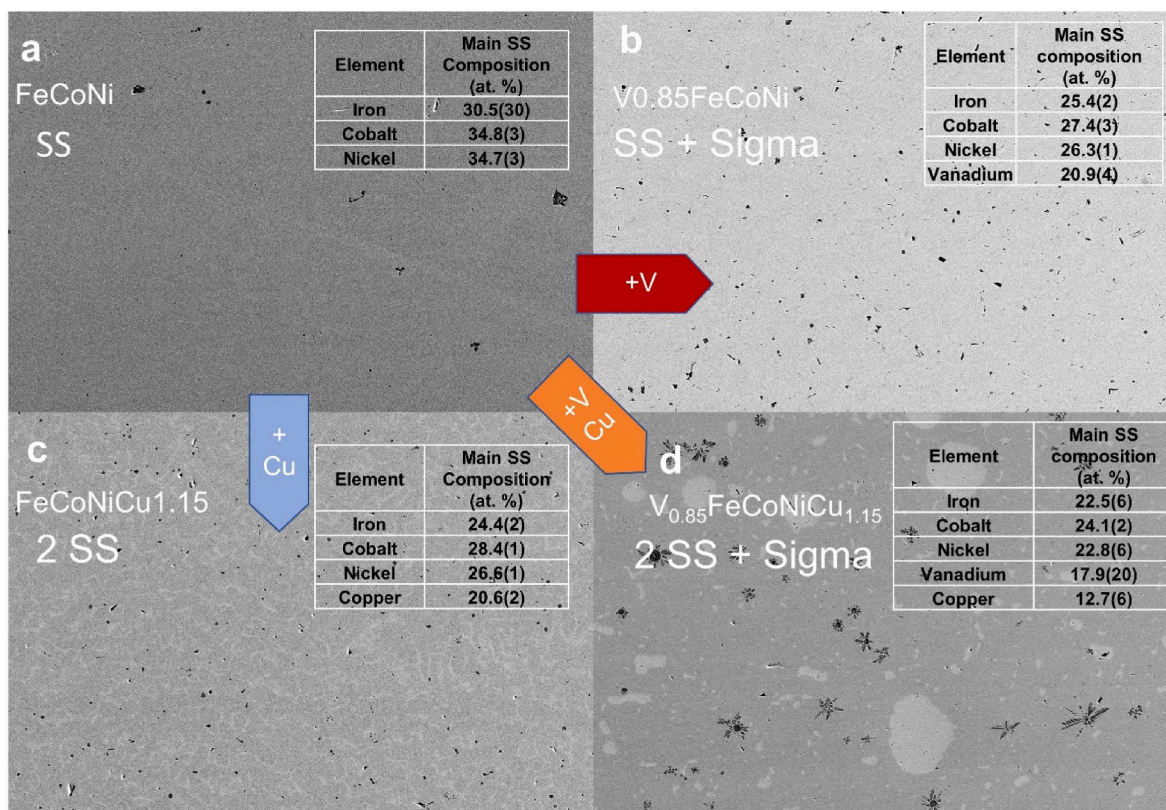 a
FeCoNi
SS
Element Main SS Composition (at. %)
Iron 30.5(30)
Cobalt 34.8(3)
Nickel 34.7(3)
b
V0.85FeCoNi
SS + Sigma
Element Main SS composition (at. %)
Iron 25.4(2)
Cobalt 27.4(3)
Nickel 26.3(1)
Vanadium 20.9(4)
+V
+
Cu
+V
Cu
c
FeCoNiCu1.15
2 SS
Element Main SS Composition (at. %)
Iron 24.4(2)
Cobalt 28.4(1)
Nickel 26.6(1)
Copper 20.6(2)
d
V0.85FeCoNiCu1.15
2 SS + Sigma
Element Main SS composition (at. %)
Iron 22.5(6)
Cobalt 24.1(2)
Nickel 22.8(6)
Vanadium 17.9(20)
Copper 12.7(6)